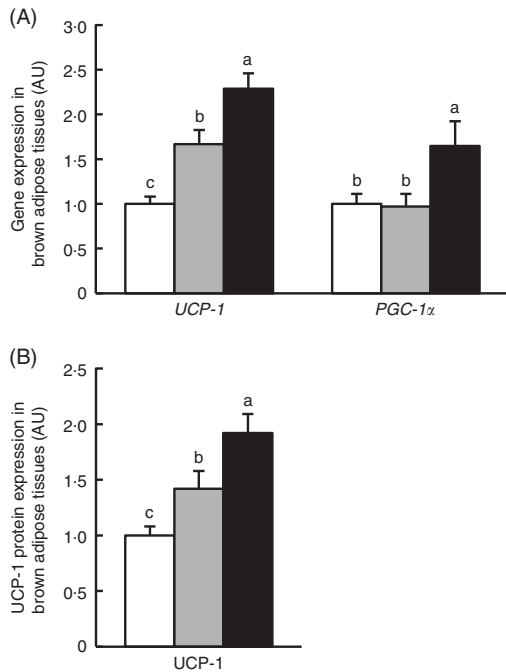 (A)
Gene expression in
brown adipose tissues (AU)
3·0
2·5
2·0
1·5
1·0
0·5
0
c
b
a
b
b
a
UCP-1
PGC-1α
(B)
UCP-1 protein expression in
brown adipose tissues (AU)
2·5
2·0
1·5
1·0
0·5
0
c
b
a
UCP-1